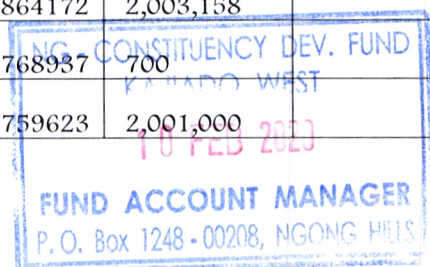 864172 2,003,158
NG - CONSTITUENCY DEV. FUND
768937 700
KAJIADO WEST
759623 2,001,000
10 FEB 2020
FUND ACCOUNT MANAGER
P. O. Box 1248 - 00208, NGONG HILLS